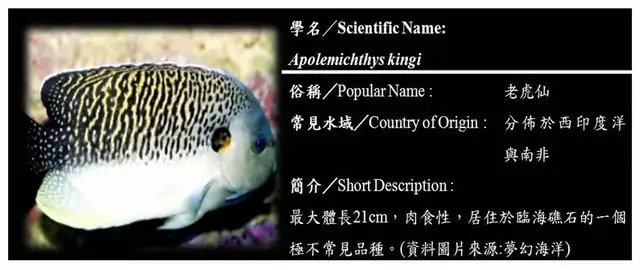 學名／Scientific Name:
Apolemichthys kingi
俗稱／Popular Name : 老虎仙
常見水域／Country of Origin : 分佈於西印度洋
與南非
簡介／Short Description :
最大體長21cm，肉食性，居住於臨海礁石的一個
極不常見品種。(資料圖片來源:夢幻海洋)